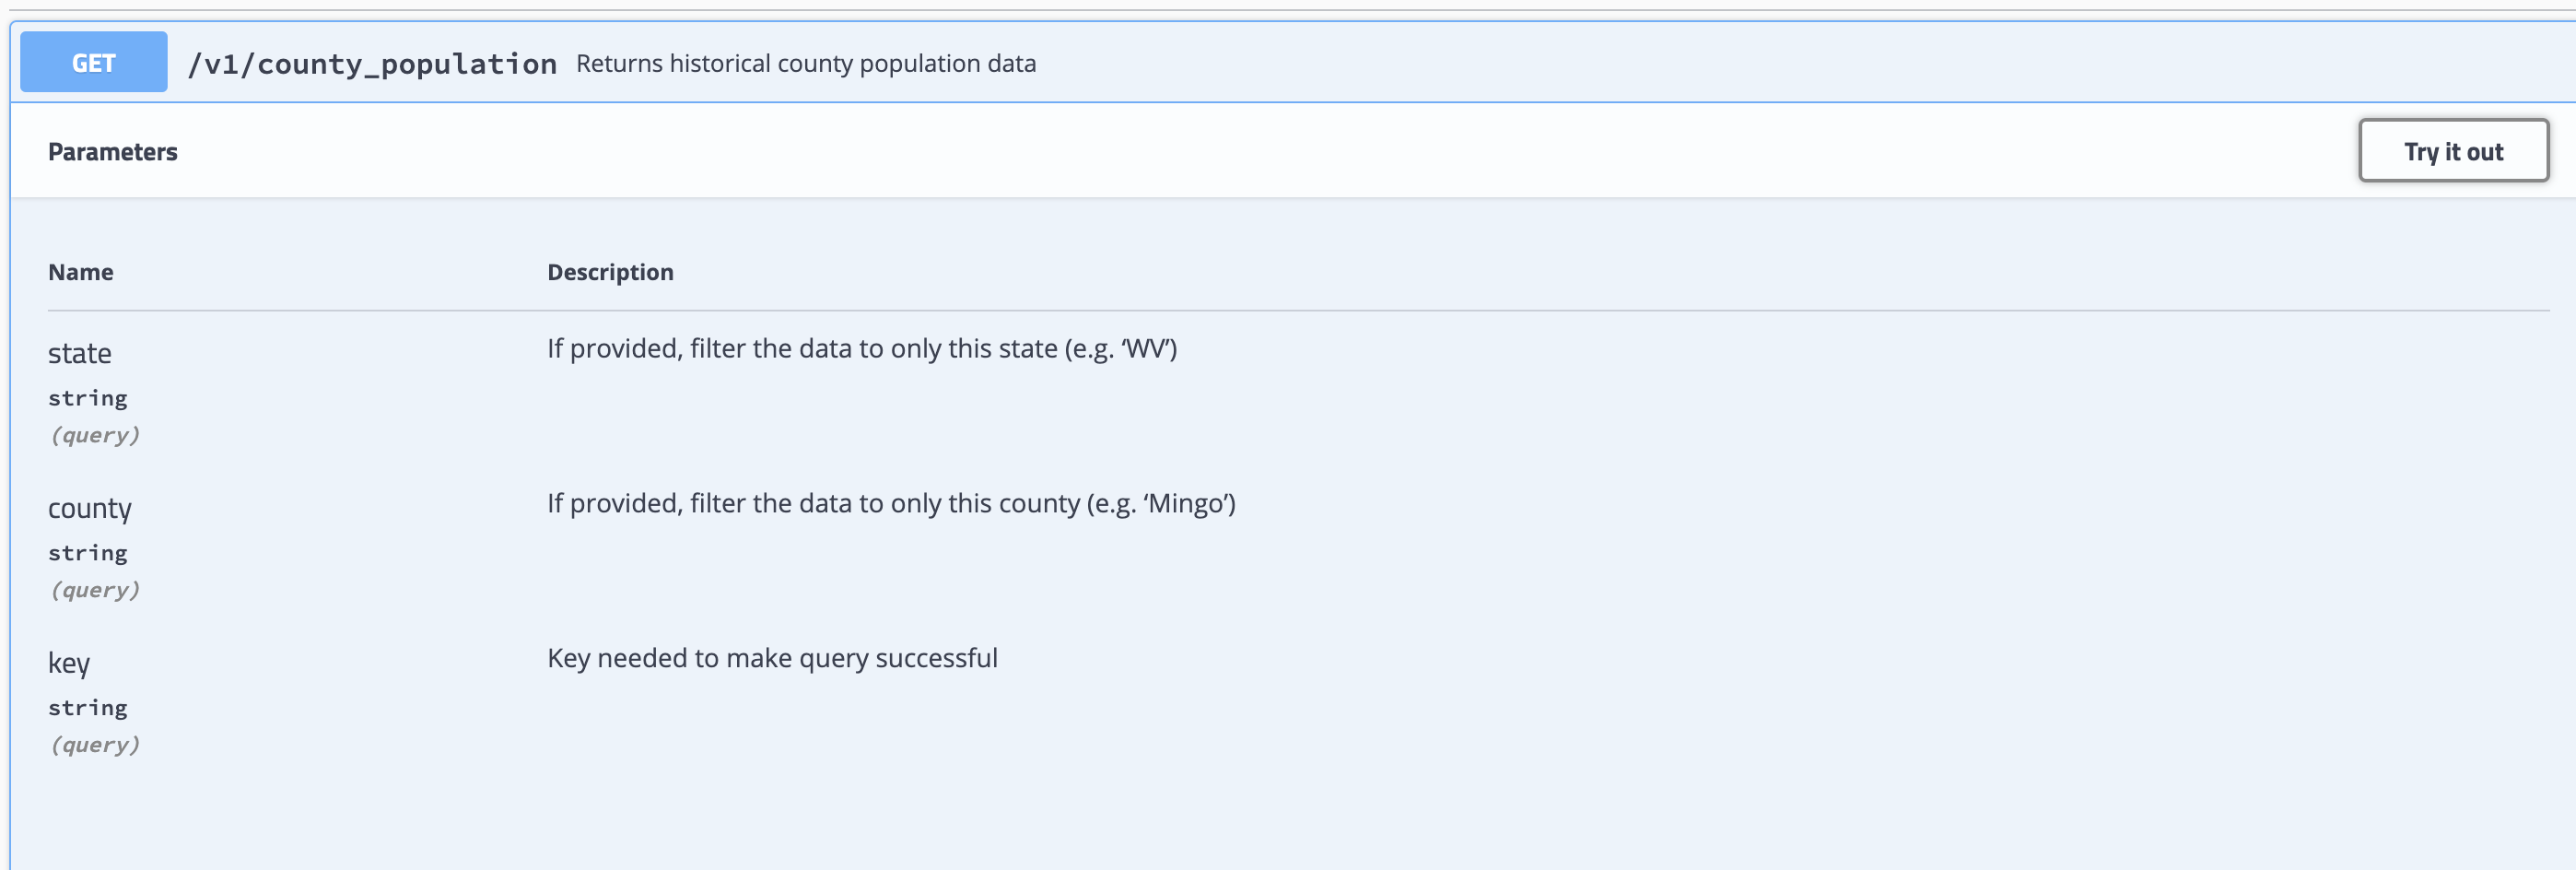 GET /v1/county_population Returns historical county population data
Parameters Try it out
Name Description
state If provided, filter the data to only this state (e.g. ‘WV’)
string
(query)
county If provided, filter the data to only this county (e.g. ‘Mingo’)
string
(query)
key Key needed to make query successful
string
(query)